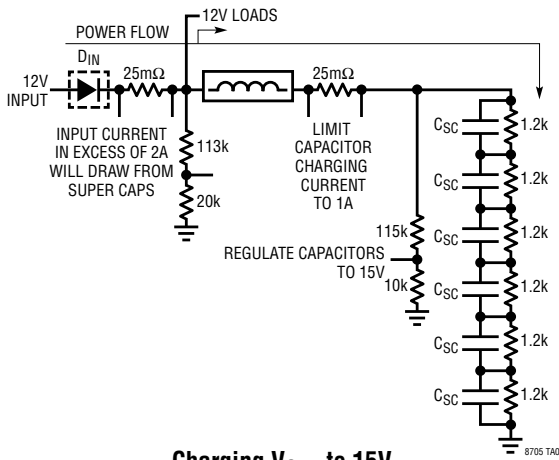 12V LOADS
POWER FLOW
D_IN
25mΩ
25mΩ
12V
INPUT
INPUT CURRENT
IN EXCESS OF 2A
WILL DRAW FROM
SUPER CAPS
113k
20k
LIMIT
CAPACITOR
CHARGING
CURRENT
TO 1A
115k
REGULATE CAPACITORS
TO 15V
10k
C_SC
1.2k
C_SC
1.2k
C_SC
1.2k
C_SC
1.2k
C_SC
1.2k
C_SC
1.2k
8705 TA0
to 15V